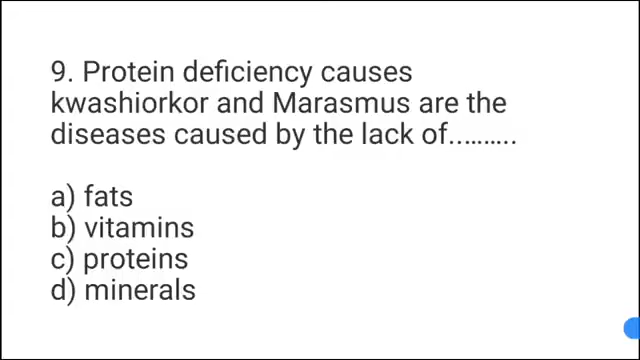 9. Protein deficiency causes
kwashiorkor and Marasmus are the
diseases caused by the lack of..........
a) fats
b) vitamins
c) proteins
d) minerals